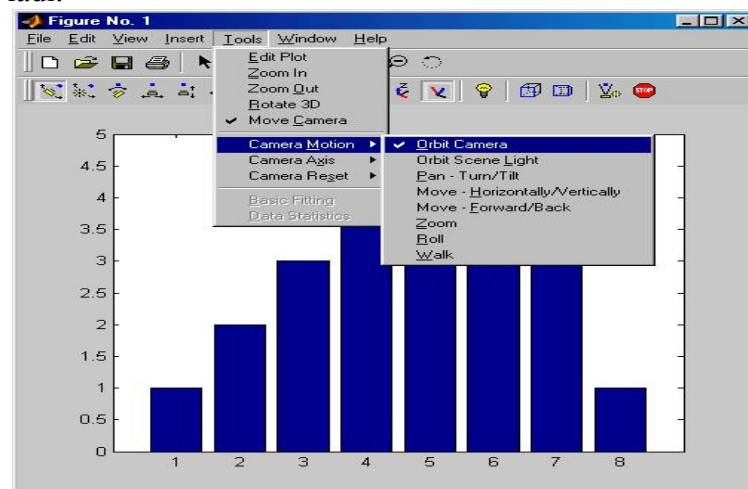 Figure No. 1
File Edit View Insert Tools Window Help
Edit Plot
Zoom In
Zoom Out
Rotate 3D
Move Camera
Camera Motion
Camera Axis
Camera Reset
Basic Fitting
Data Statistics
Orbit Camera
Orbit Scene Light
Pan - Turn/Tilt
Move - Horizontally/Vertically
Move - Forward/Back
Zoom
Roll
Walk
STOP
5
4.5
4
3.5
3
2.5
2
1.5
1
0.5
0
1 2 3 4 5 6 7 8